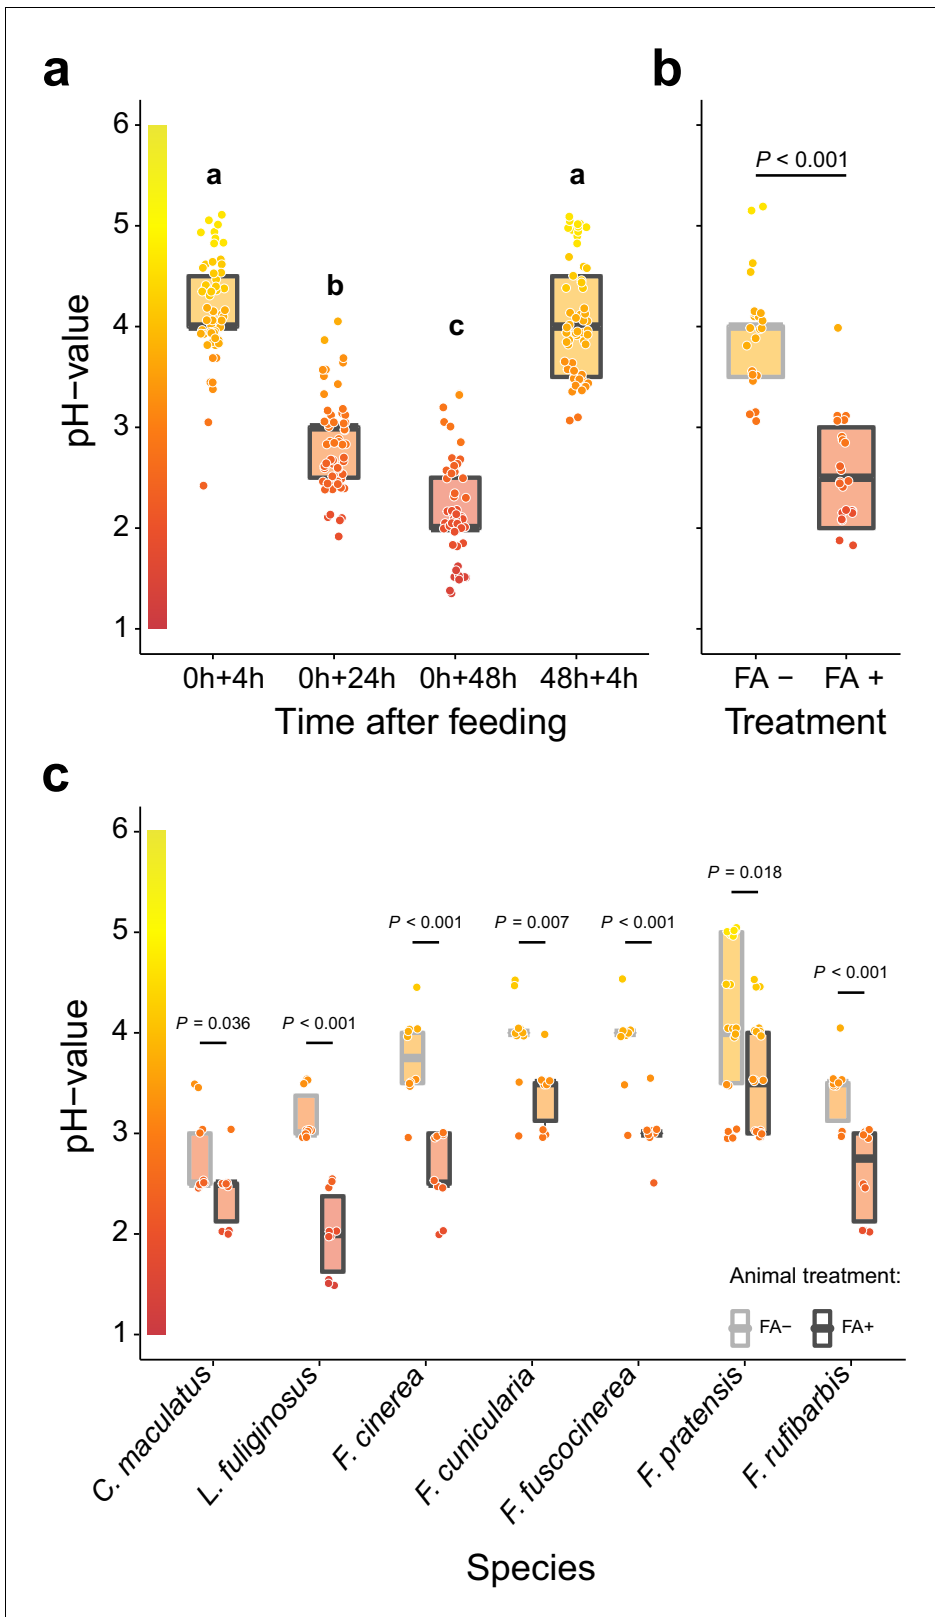 a
b
6
5
4
3
2
1
pH−value
a
b
c
a
0h+4h 0h+24h 0h+48h 48h+4h
Time after feeding
P < 0.001
FA − FA +
Treatment
c
6
5
4
3
2
1
pH−value
P = 0.036
P < 0.001
P < 0.001
P = 0.007
P < 0.001
P = 0.018
P < 0.001
Animal treatment:
FA− FA+
C. maculatus
L. fuliginosus
F. cinerea
F. cunicularia
F. fuscocinerea
F. pratensis
F. rufibarbis
Species